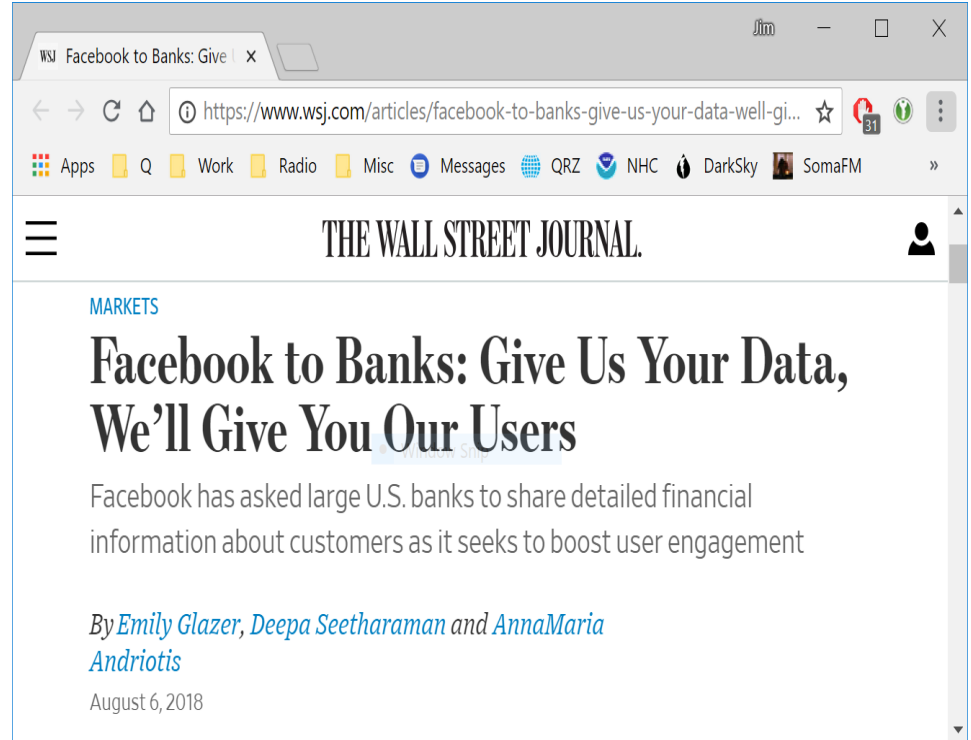 Jim
WSJ Facebook to Banks: Give
https://www.wsj.com/articles/facebook-to-banks-give-us-your-data-well-gi...
31
Apps Q Work Radio Misc Messages QRZ NHC DarkSky SomaFM »
THE WALL STREET JOURNAL.
MARKETS
Facebook to Banks: Give Us Your Data,
We’ll Give You Our Users
Window Snip
Facebook has asked large U.S. banks to share detailed financial
information about customers as it seeks to boost user engagement
By Emily Glazer, Deepa Seetharaman and AnnaMaria
Andriotis
August 6, 2018